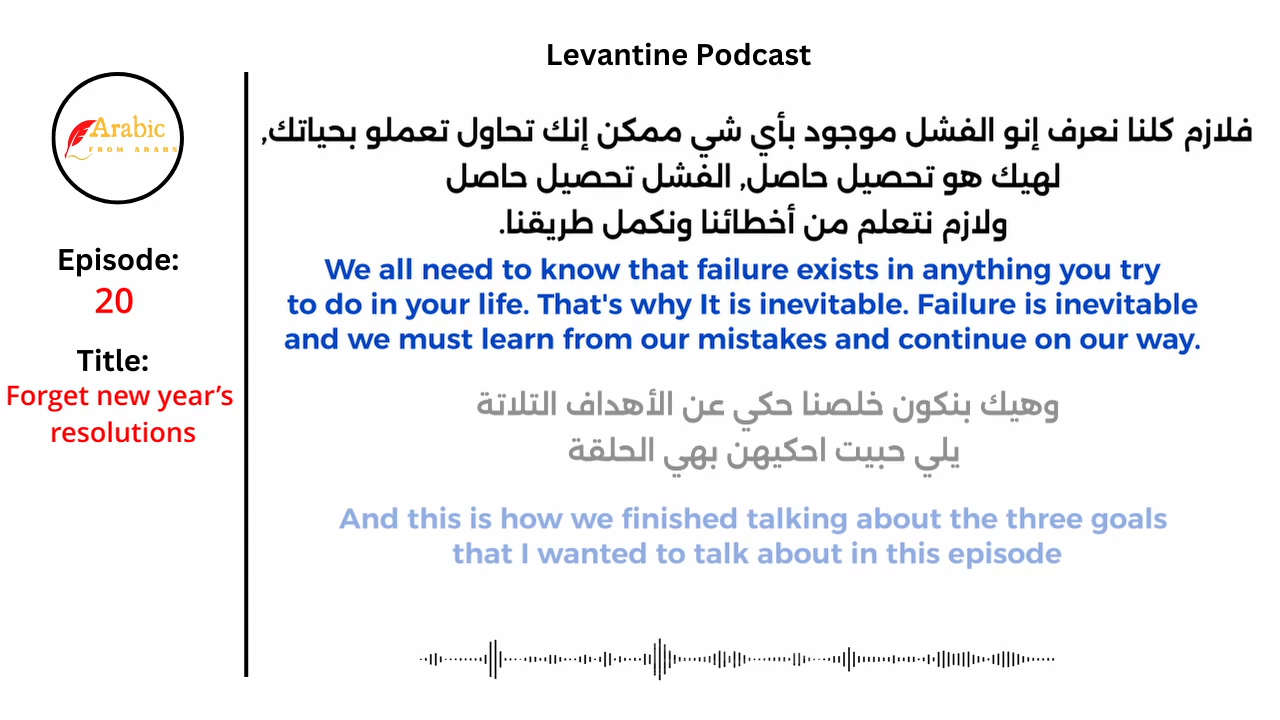 Levantine Podcast
Arabic
FROM ARABS
Episode:
20
Title:
Forget new year’s
resolutions
فلازم كلنا نعرف إنو الفشل موجود بأي شي ممكن إنك تحاول تعملو بحياتك,
لهيك هو تحصيل حاصل, الفشل تحصيل حاصل
ولازم نتعلم من أخطائنا ونكمل طريقنا.
We all need to know that failure exists in anything you try
to do in your life. That's why It is inevitable. Failure is inevitable
and we must learn from our mistakes and continue on our way.
وهيك بنكون خلصنا حكي عن الأهداف التلاتة
يلي حبيت احكيهن بهي الحلقة
And this is how we finished talking about the three goals
that I wanted to talk about in this episode